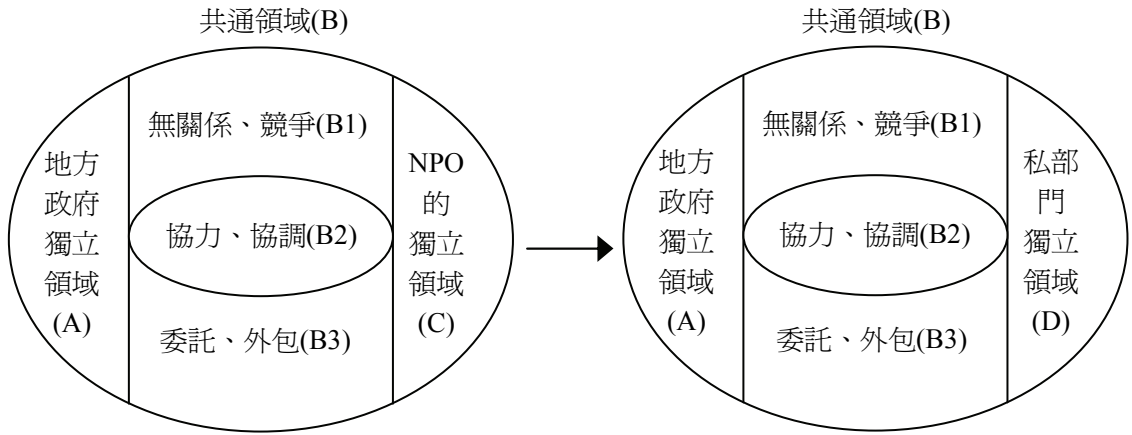 共通領域(B)
無關係、競爭(B1)
地方
政府
獨立
領域
(A)
協力、協調(B2)
NPO
的
獨立
領域
(C)
委託、外包(B3)
共通領域(B)
無關係、競爭(B1)
地方
政府
獨立
領域
(A)
協力、協調(B2)
私部
門
獨立
領域
(D)
委託、外包(B3)